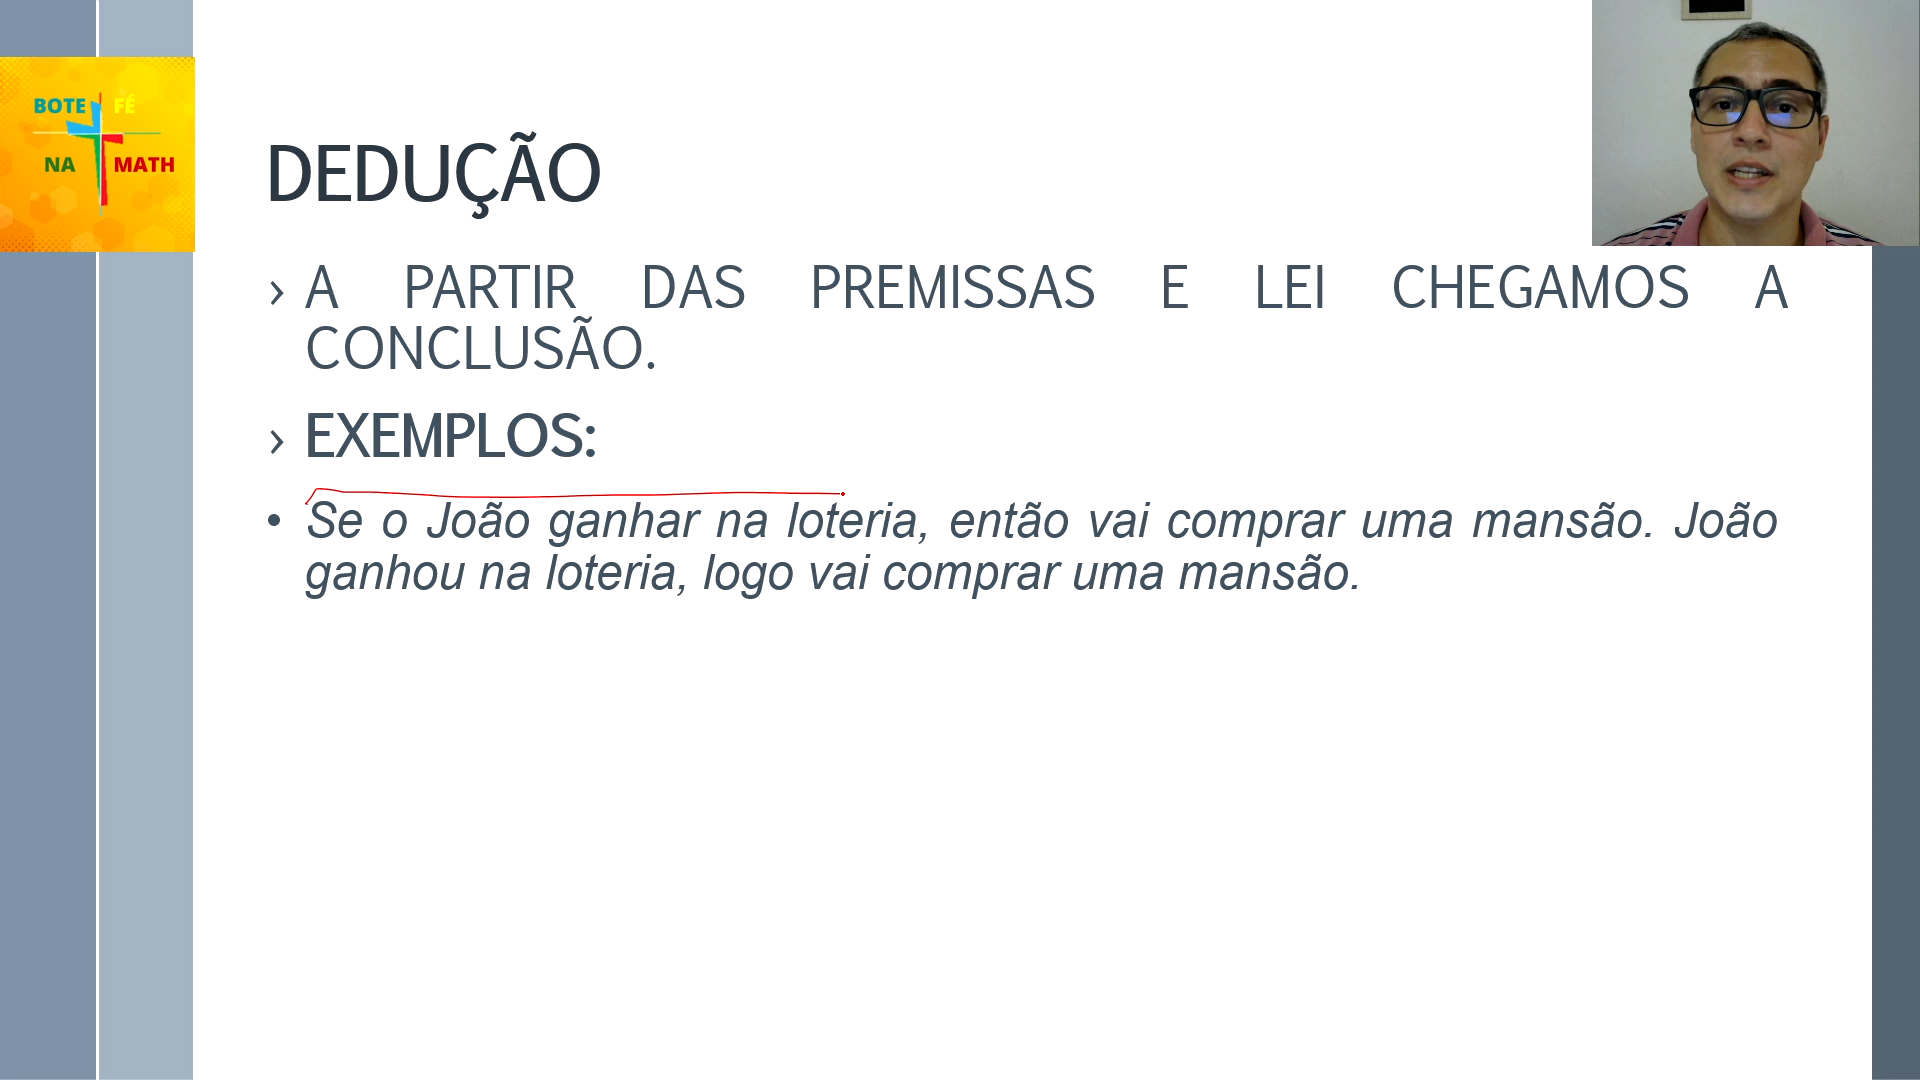 BOTE FÉ
NA MATH
DEDUÇÃO
› A PARTIR DAS PREMISSAS E LEI CHEGAMOS A
CONCLUSÃO.
› EXEMPLOS:
• Se o João ganhar na loteria, então vai comprar uma mansão. João
ganhou na loteria, logo vai comprar uma mansão.